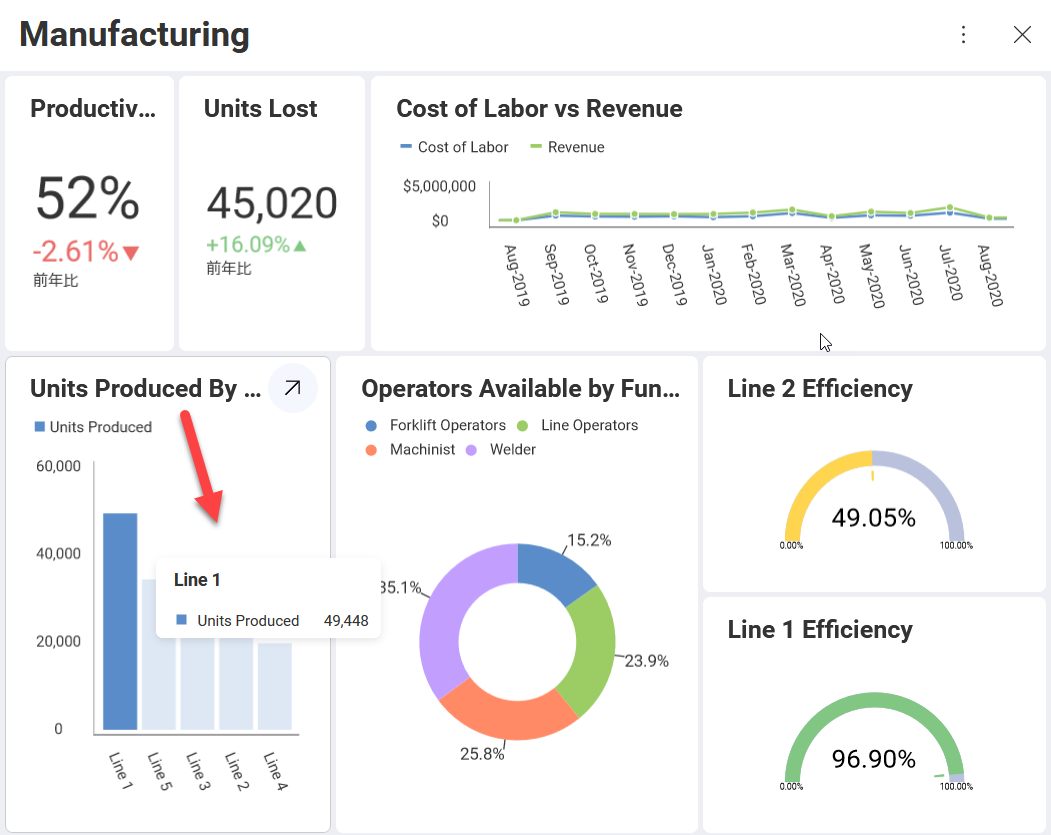 Manufacturing
Productiv...
52%
-2.61%▼
前年比
Units Lost
45,020
+16.09%▲
前年比
Cost of Labor vs Revenue
Cost of Labor
Revenue
$5,000,000
$0
Aug-2019
Sep-2019
Oct-2019
Nov-2019
Dec-2019
Jan-2020
Feb-2020
Mar-2020
Apr-2020
May-2020
Jun-2020
Jul-2020
Aug-2020
Units Produced By ...
Units Produced
60,000
40,000
20,000
0
Line 1
Units Produced 49,448
Line 1
Line 5
Line 3
Line 2
Line 4
Operators Available by Fun...
Forklift Operators
Line Operators
Machinist
Welder
15.2%
35.1%
23.9%
25.8%
Line 2 Efficiency
49.05%
0.00%
100.00%
Line 1 Efficiency
96.90%
0.00%
100.00%